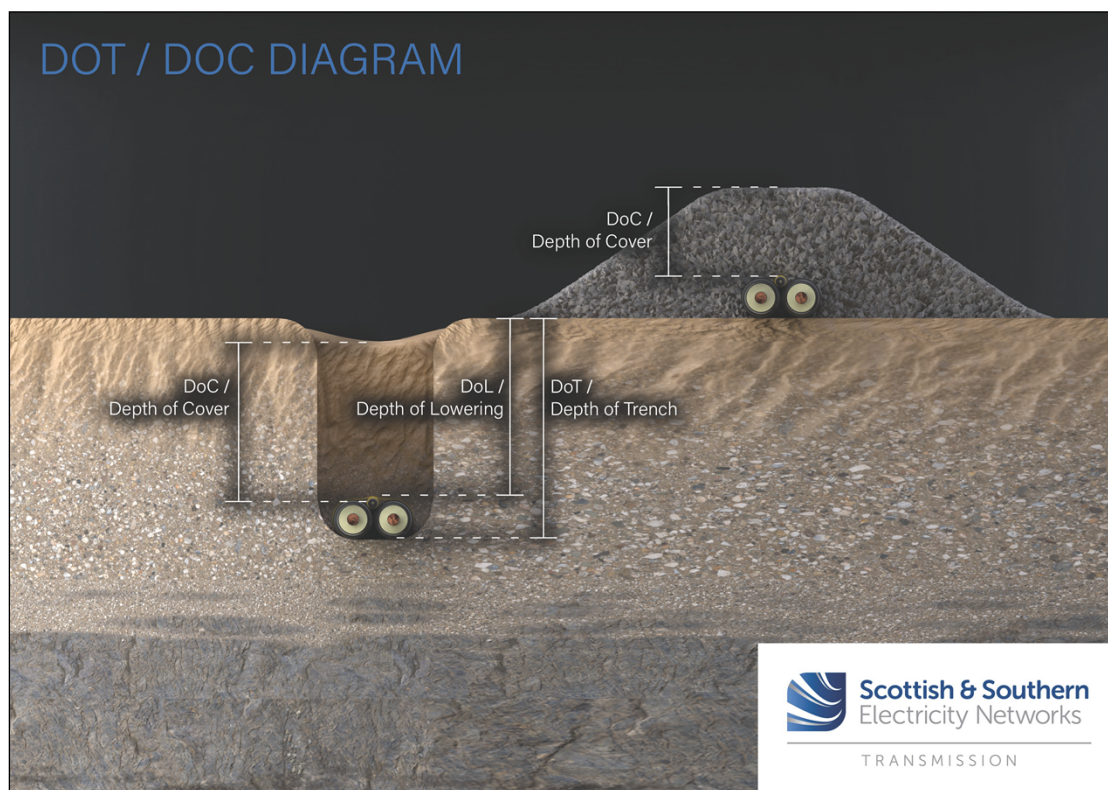 DOT / DOC DIAGRAM
DoC /
Depth of Cover
DoC /
Depth of Cover
DoL /
Depth of Lowering
DoT /
Depth of Trench
Scottish & Southern
Electricity Networks
TRANSMISSION